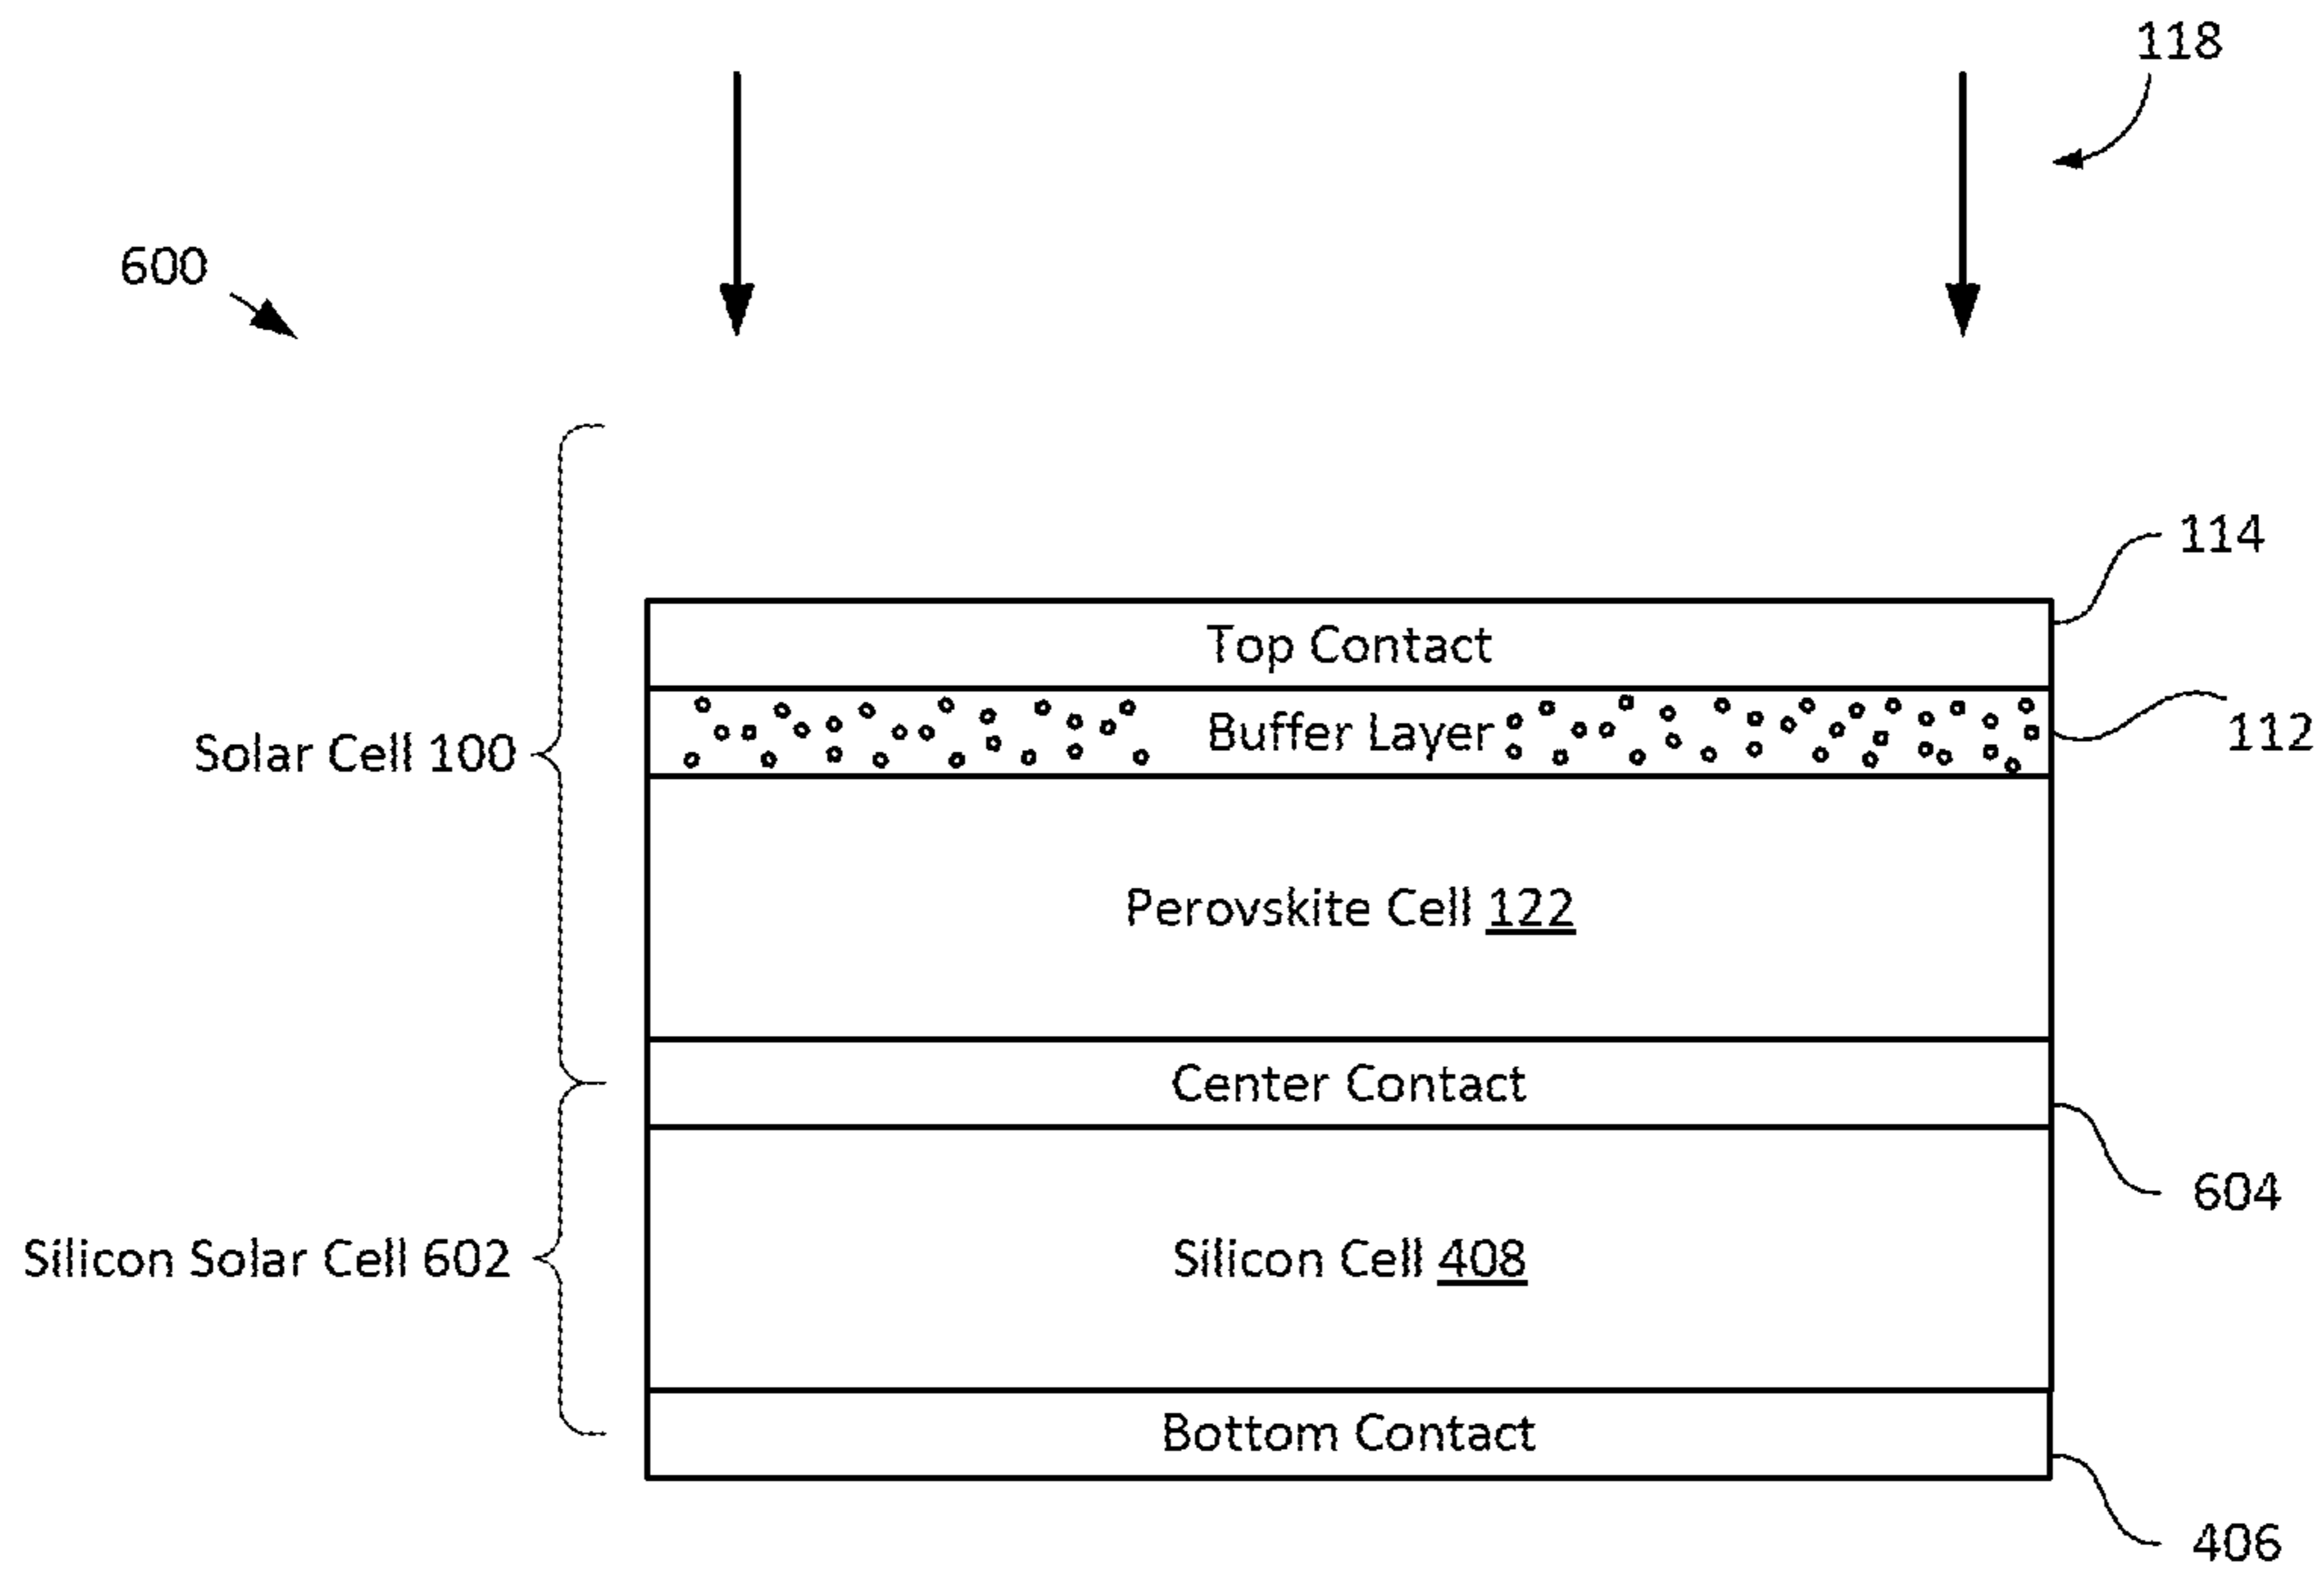 118
600
114
Top Contact
Buffer Layer
112
Solar Cell 100
Perovskite Cell 122
Center Contact
604
Silicon Solar Cell 602
Silicon Cell 408
Bottom Contact
406